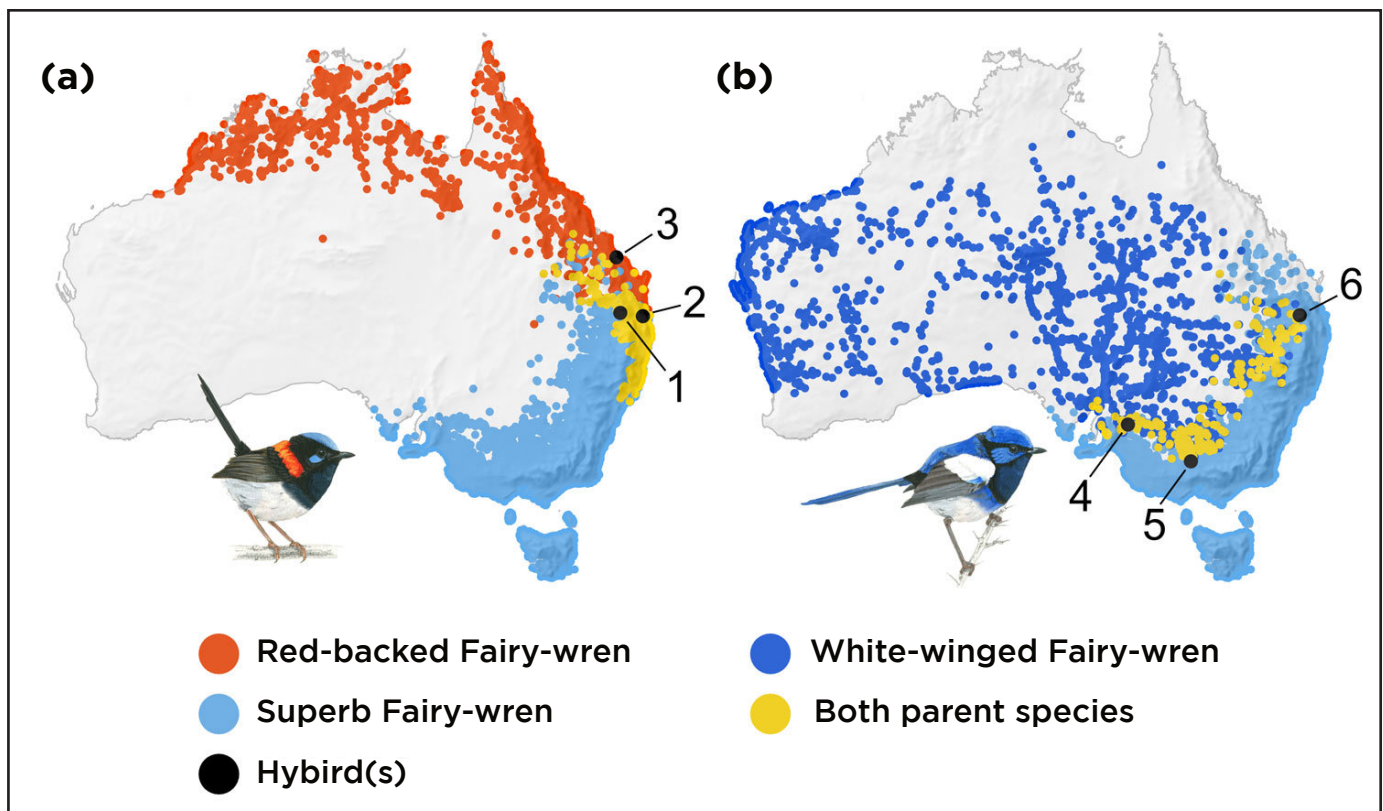 (a)
(b)
3
2
1
6
4
5
Red-backed Fairy-wren
White-winged Fairy-wren
Superb Fairy-wren
Both parent species
Hybird(s)